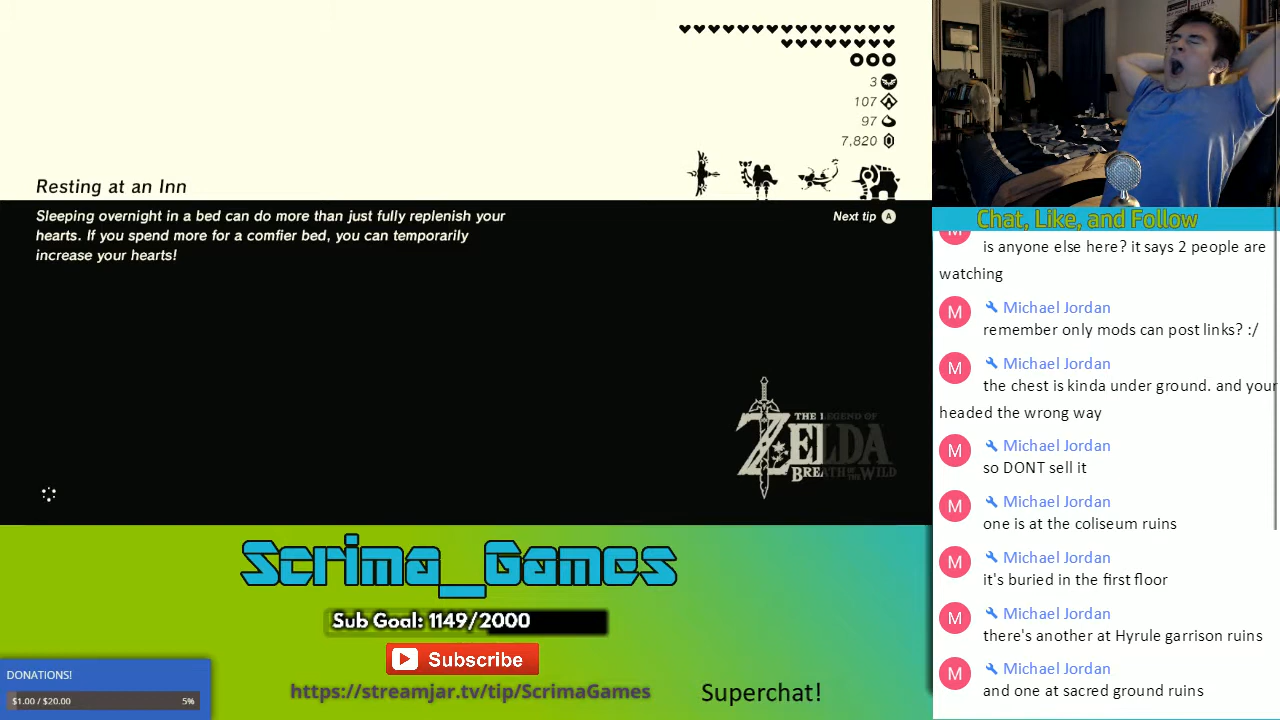 3
107
97
7,820
Resting at an Inn
Sleeping overnight in a bed can do more than just fully replenish your
hearts. If you spend more for a comfier bed, you can temporarily
increase your hearts!
Next tip A
THE LEGEND OF
ZELDA
BREATH OF THE WILD
Scrima_Games
Sub Goal: 1149/2000
Subscribe
https://streamjar.tv/tip/ScrimaGames
Superchat!
DONATIONS!
$1.00 / $20.00 5%
Chat, Like, and Follow
is anyone else here? it says 2 people are
watching
M Michael Jordan
remember only mods can post links? :/
M Michael Jordan
the chest is kinda under ground. and your
headed the wrong way
M Michael Jordan
so DONT sell it
M Michael Jordan
one is at the coliseum ruins
M Michael Jordan
it's buried in the first floor
M Michael Jordan
there's another at Hyrule garrison ruins
M Michael Jordan
and one at sacred ground ruins